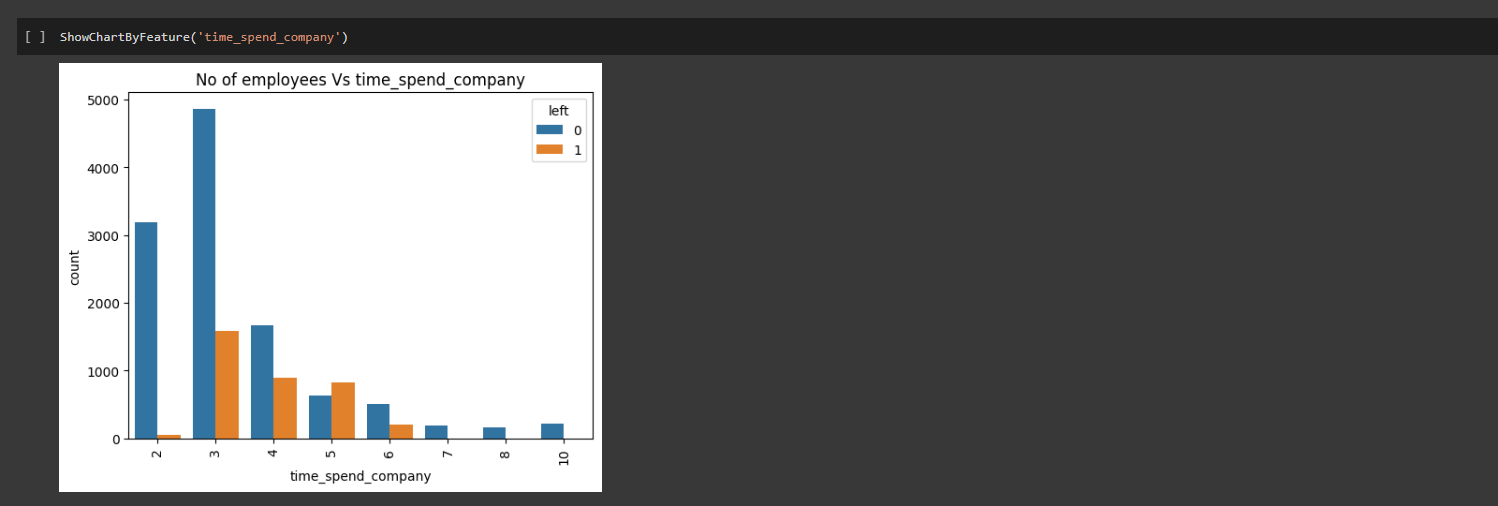 [ ] ShowChartByFeature('time_spend_company')
No of employees Vs time_spend_company
left
0
1
5000
4000
3000
2000
1000
0
count
2 3 4 5 6 7 8 10
time_spend_company